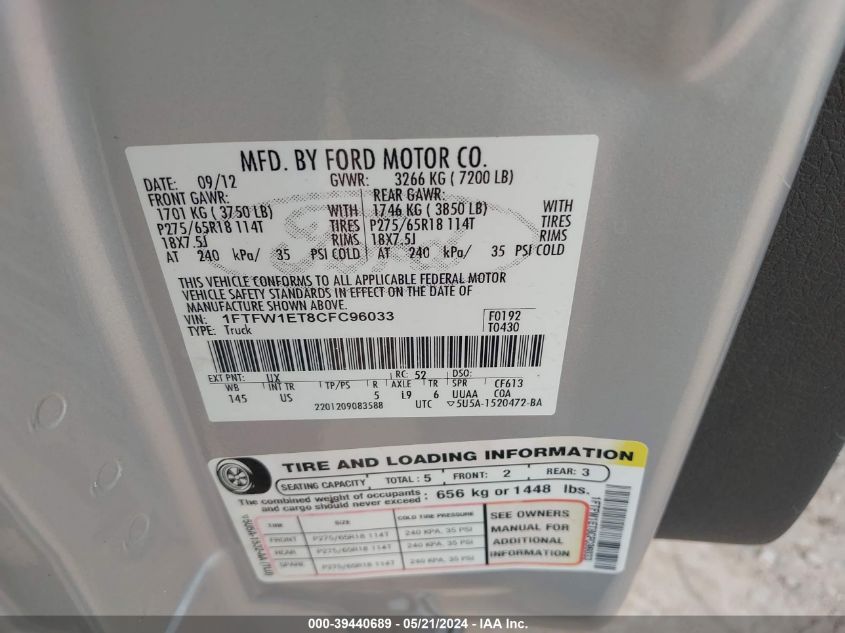 MFD. BY FORD MOTOR CO.
DATE: 09/12 GVWR: 3266 KG ( 7200 LB)
FRONT GAWR: REAR GAWR:
1701 KG ( 3750 LB) WITH 1746 KG ( 3850 LB) WITH
P275/65R18 114T TIRES P275/65R18 114T TIRES
18X7.5J RIMS 18X7.5J RIMS
AT 240 kPa/ 35 PSI COLD AT 240 kPa/ 35 PSI COLD
THIS VEHICLE CONFORMS TO ALL APPLICABLE FEDERAL MOTOR
VEHICLE SAFETY STANDARDS IN EFFECT ON THE DATE OF
MANUFACTURE SHOWN ABOVE.
VIN: 1FTFW1ET8CFC96033 F0192
TYPE: Truck T0430
EXT PNT: UX RC: 52 DSO:
WB INT TR TP/PS R AXLE TR SPR CF613
145 US 5 L9 6 UUAA COA
2201209083588 UTC ▽5U5A-1520472-BA
TIRE AND LOADING INFORMATION
SEATING CAPACITY TOTAL : 5 FRONT: 2 REAR: 3
The combined weight of occupants : 656 kg or 1448 lbs.
and cargo should never exceed
TIRE SIZE COLD TIRE PRESSURE
FRONT P275/65R18 114T 240 KPA, 35 PSI
REAR P275/65R18 114T 240 KPA, 35 PSI
SPARE P275/65R18 114T 240 KPA, 35 PSI
SEE OWNERS
MANUAL FOR
ADDITIONAL
INFORMATION
000-39440689 - 05/21/2024 - IAA Inc.